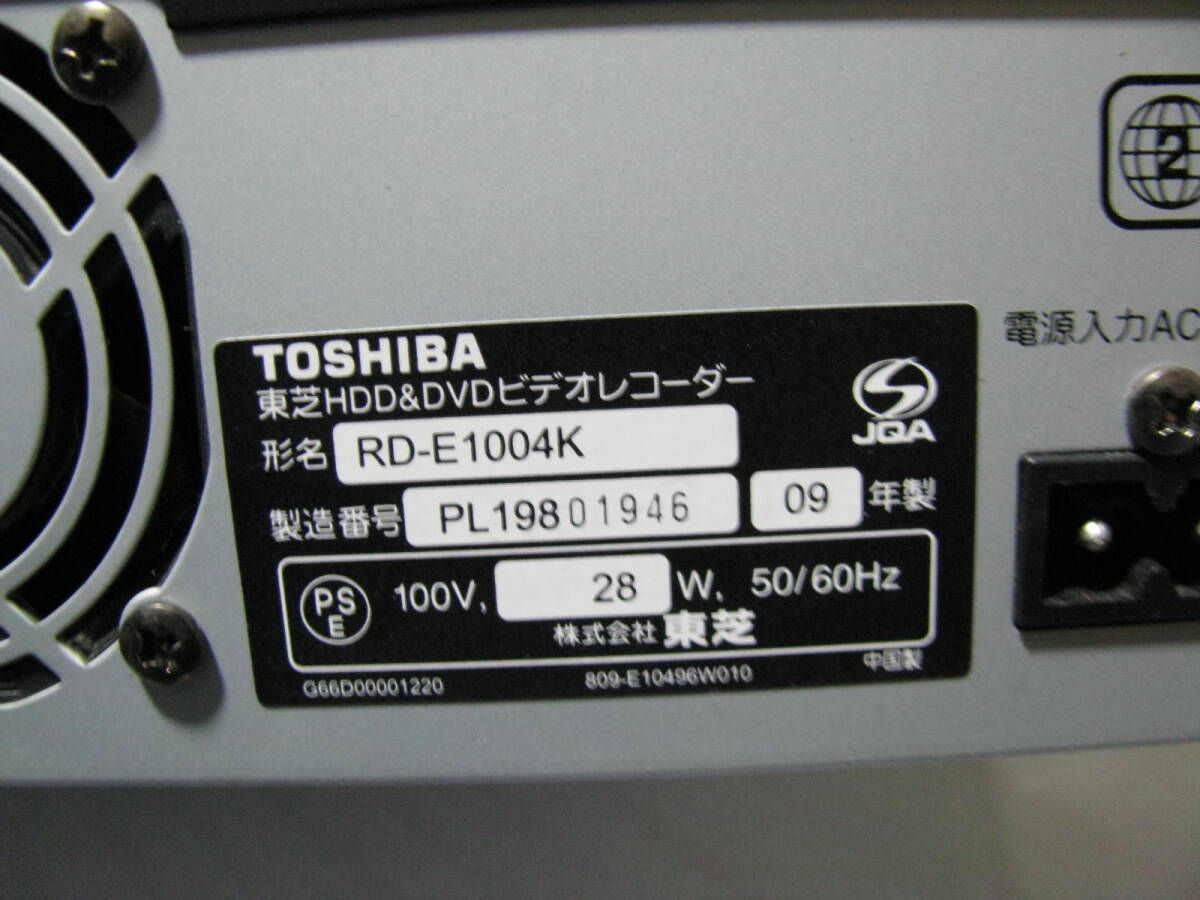 2
電源入力AC
TOSHIBA
東芝HDD&DVDビデオレコーダー
JQA
形名 RD-E1004K
製造番号 PL19801946 09 年製
PS
E
100V, 28 W, 50/60Hz
株式会社 東芝
中国製
G66D00001220 809-E10496W010